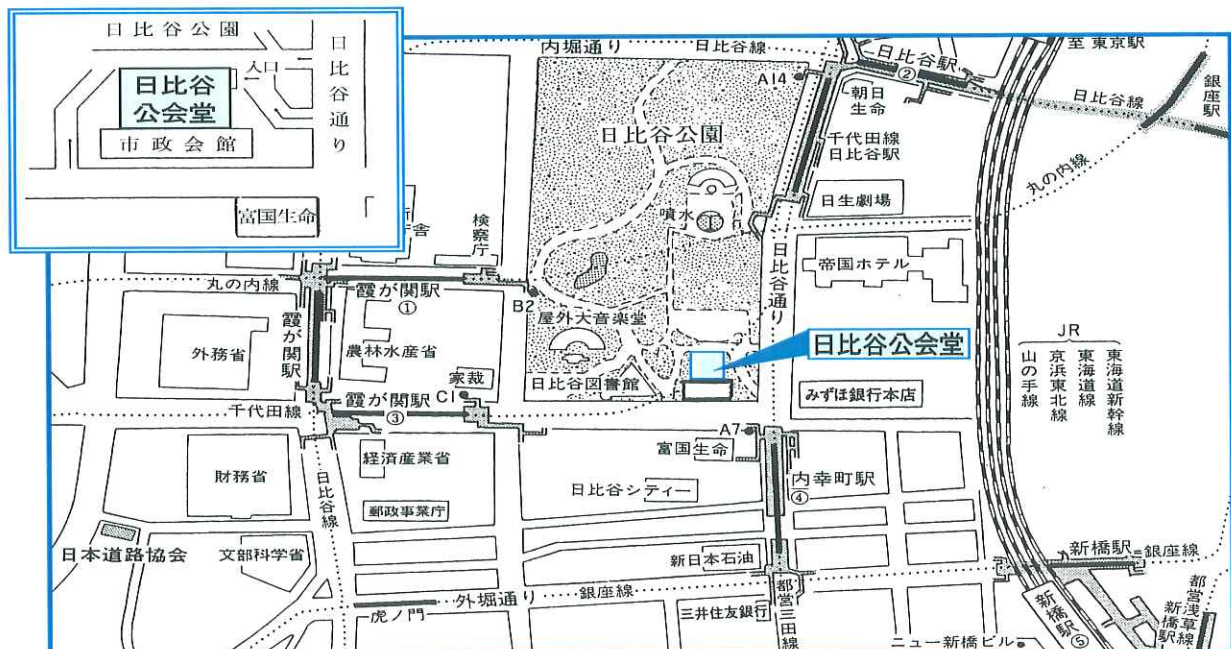 日比谷公園
日比谷通り
入口
日比谷
公会堂
市政会館
富国生命
内堀通り
日比谷線
A14
日比谷駅
②
至 東京駅
銀座駅
日比谷線
朝日
生命
千代田線
日比谷駅
丸の内線
日比谷公園
噴水
日生劇場
検察庁
帝国ホテル
日比谷通り
丸の内線
霞が関駅
①
B2
屋外大音楽堂
霞が関駅
外務省
農林水産省
日比谷公会堂
JR
東海道新幹線
東海道線
京浜東北線
山の手線
家裁
日比谷図書館
みずほ銀行本店
千代田線
霞が関駅
C1
③
A7
富国生命
経済産業省
財務省
日比谷線
日比谷シティー
内幸町駅
④
郵政事業庁
日本道路協会
文部科学省
新日本石油
新橋駅
銀座線
外堀通り
銀座線
虎ノ門
三井住友銀行
都営三田線
ニュー新橋ビル
新橋駅
⑤
都営浅草線
新橋駅